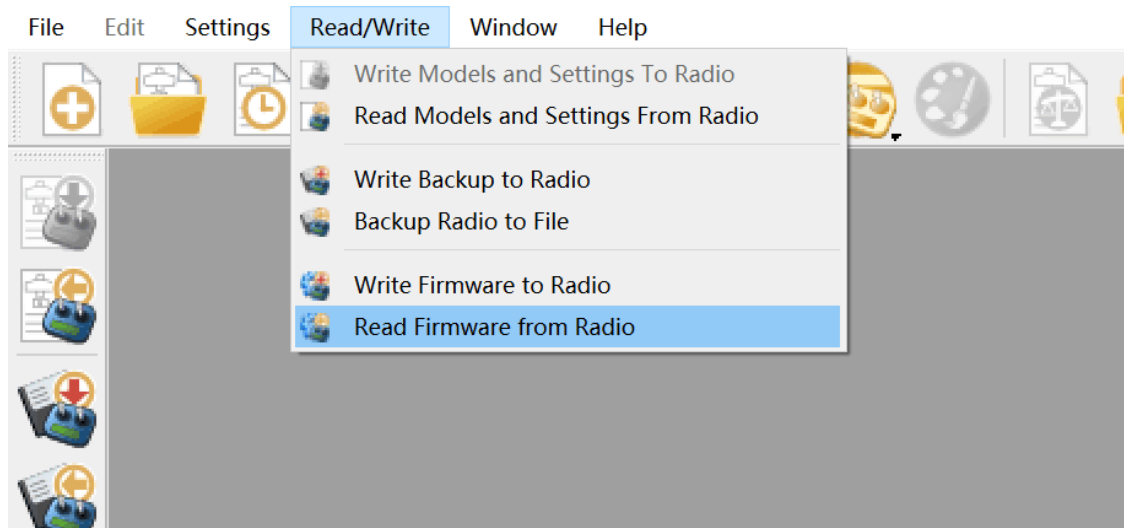 File Edit Settings Read/Write Window Help
Write Models and Settings To Radio
Read Models and Settings From Radio
Write Backup to Radio
Backup Radio to File
Write Firmware to Radio
Read Firmware from Radio